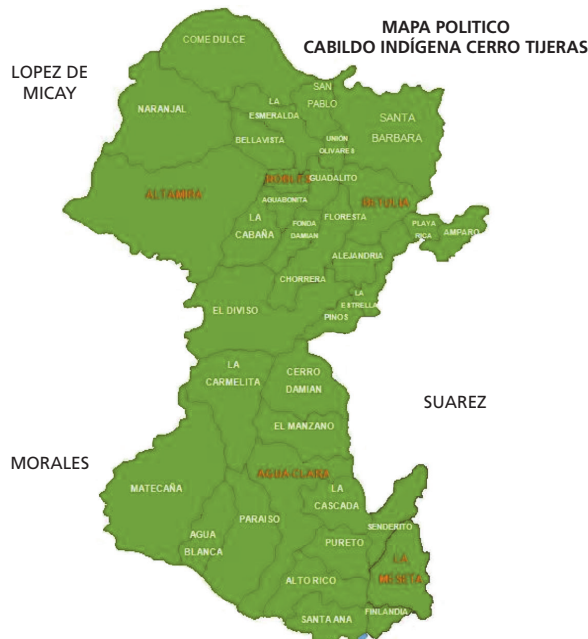 MAPA POLITICO
CABILDO INDÍGENA CERRO TIJERAS
LOPEZ DE
MICAY
COMEDULCE
SAN
PABLO
NARANJAL
LA
ESMERALDA
SANTA
BARBARA
BELLAVISTA
UNIÓN
OLIVARES
ROBLES
GUADALITO
ALTAMIRA
BETULIA
AGUABONITA
LA
CABAÑA
FONDA
DAMIAN
FLORESTA
PLAYA
RICA
AMPARO
ALEJANDRIA
CHORRERA
LA
ESTRELLA
EL DIVISO
PINOS
LA
CARMELITA
CERRO
DAMIAN
SUAREZ
EL MANZANO
MORALES
AGUA CLARA
MATECAÑA
LA
CASCADA
PARAISO
SENDERITO
AGUA
BLANCA
PURETO
LA
MESETA
ALTO RICO
SANTA ANA
FINLANDIA